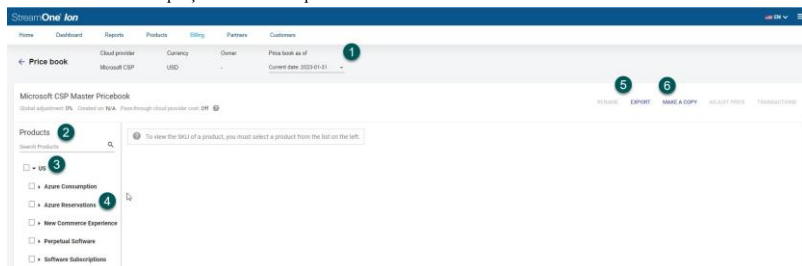 StreamOne Ion
EN
Home Dashboard Reports Products Billing Partners Customers
Price book
Cloud provider Currency Owner Price book as of
Microsoft CSP USD - Current date: 2023-01-31
1
5 6
Microsoft CSP Master Pricebook
RENAME EXPORT MAKE A COPY ADJUST PRICE TRANSACTIONS
Global adjustment 0% Created on N/A Pass through cloud provider cost: Off
Products 2
To view the SKU of a product, you must select a product from the list on the left.
Search Products
US 3
Azure Consumption
Azure Reservations 4
New Commerce Experience
Perpetual Software
Software Subscriptions